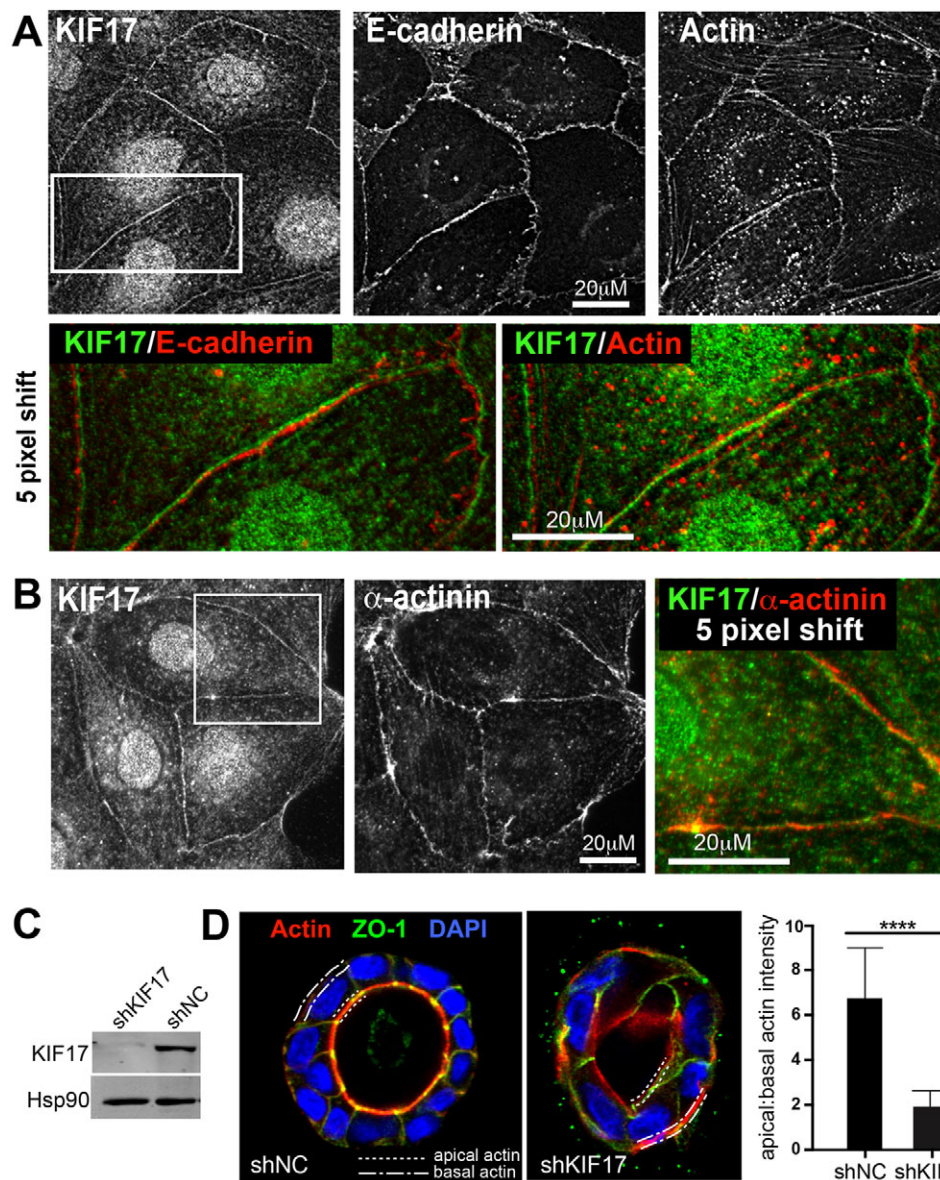 A
KIF17
E-cadherin
Actin
20μM
5 pixel shift
KIF17/E-cadherin
KIF17/Actin
20μM
B
KIF17
α-actinin
KIF17/α-actinin
5 pixel shift
20μM
20μM
C
shKIF17
shNC
KIF17
Hsp90
D
Actin ZO-1 DAPI
shNC
apical actin
basal actin
shKIF17
apical:basal actin intensity
10
8
6
4
2
0
****
shNC
shKI